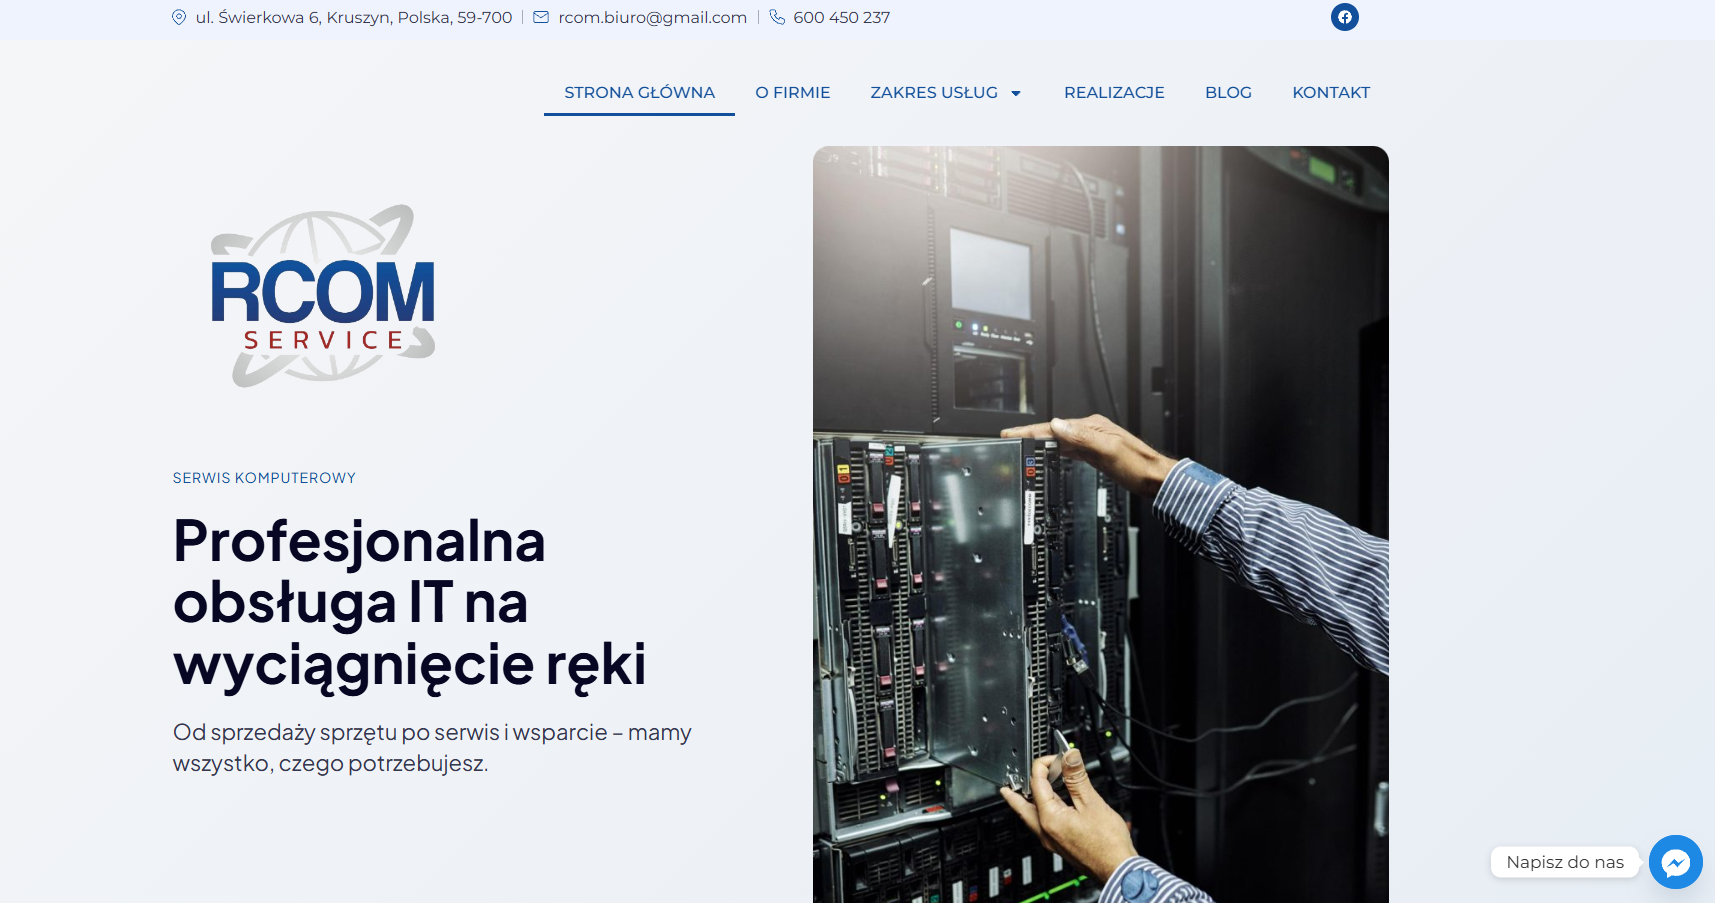 ul. Świerkowa 6, Kruszyn, Polska, 59-700
rcom.biuro@gmail.com
600 450 237
STRONA GŁÓWNA
O FIRMIE
ZAKRES USŁUG
REALIZACJE
BLOG
KONTAKT
RCOM
SERVICE
SERWIS KOMPUTEROWY
Profesjonalna
obsługa IT na
wyciągnięcie ręki
Od sprzedaży sprzętu po serwis i wsparcie – mamy
wszystko, czego potrzebujesz.
Napisz do nas